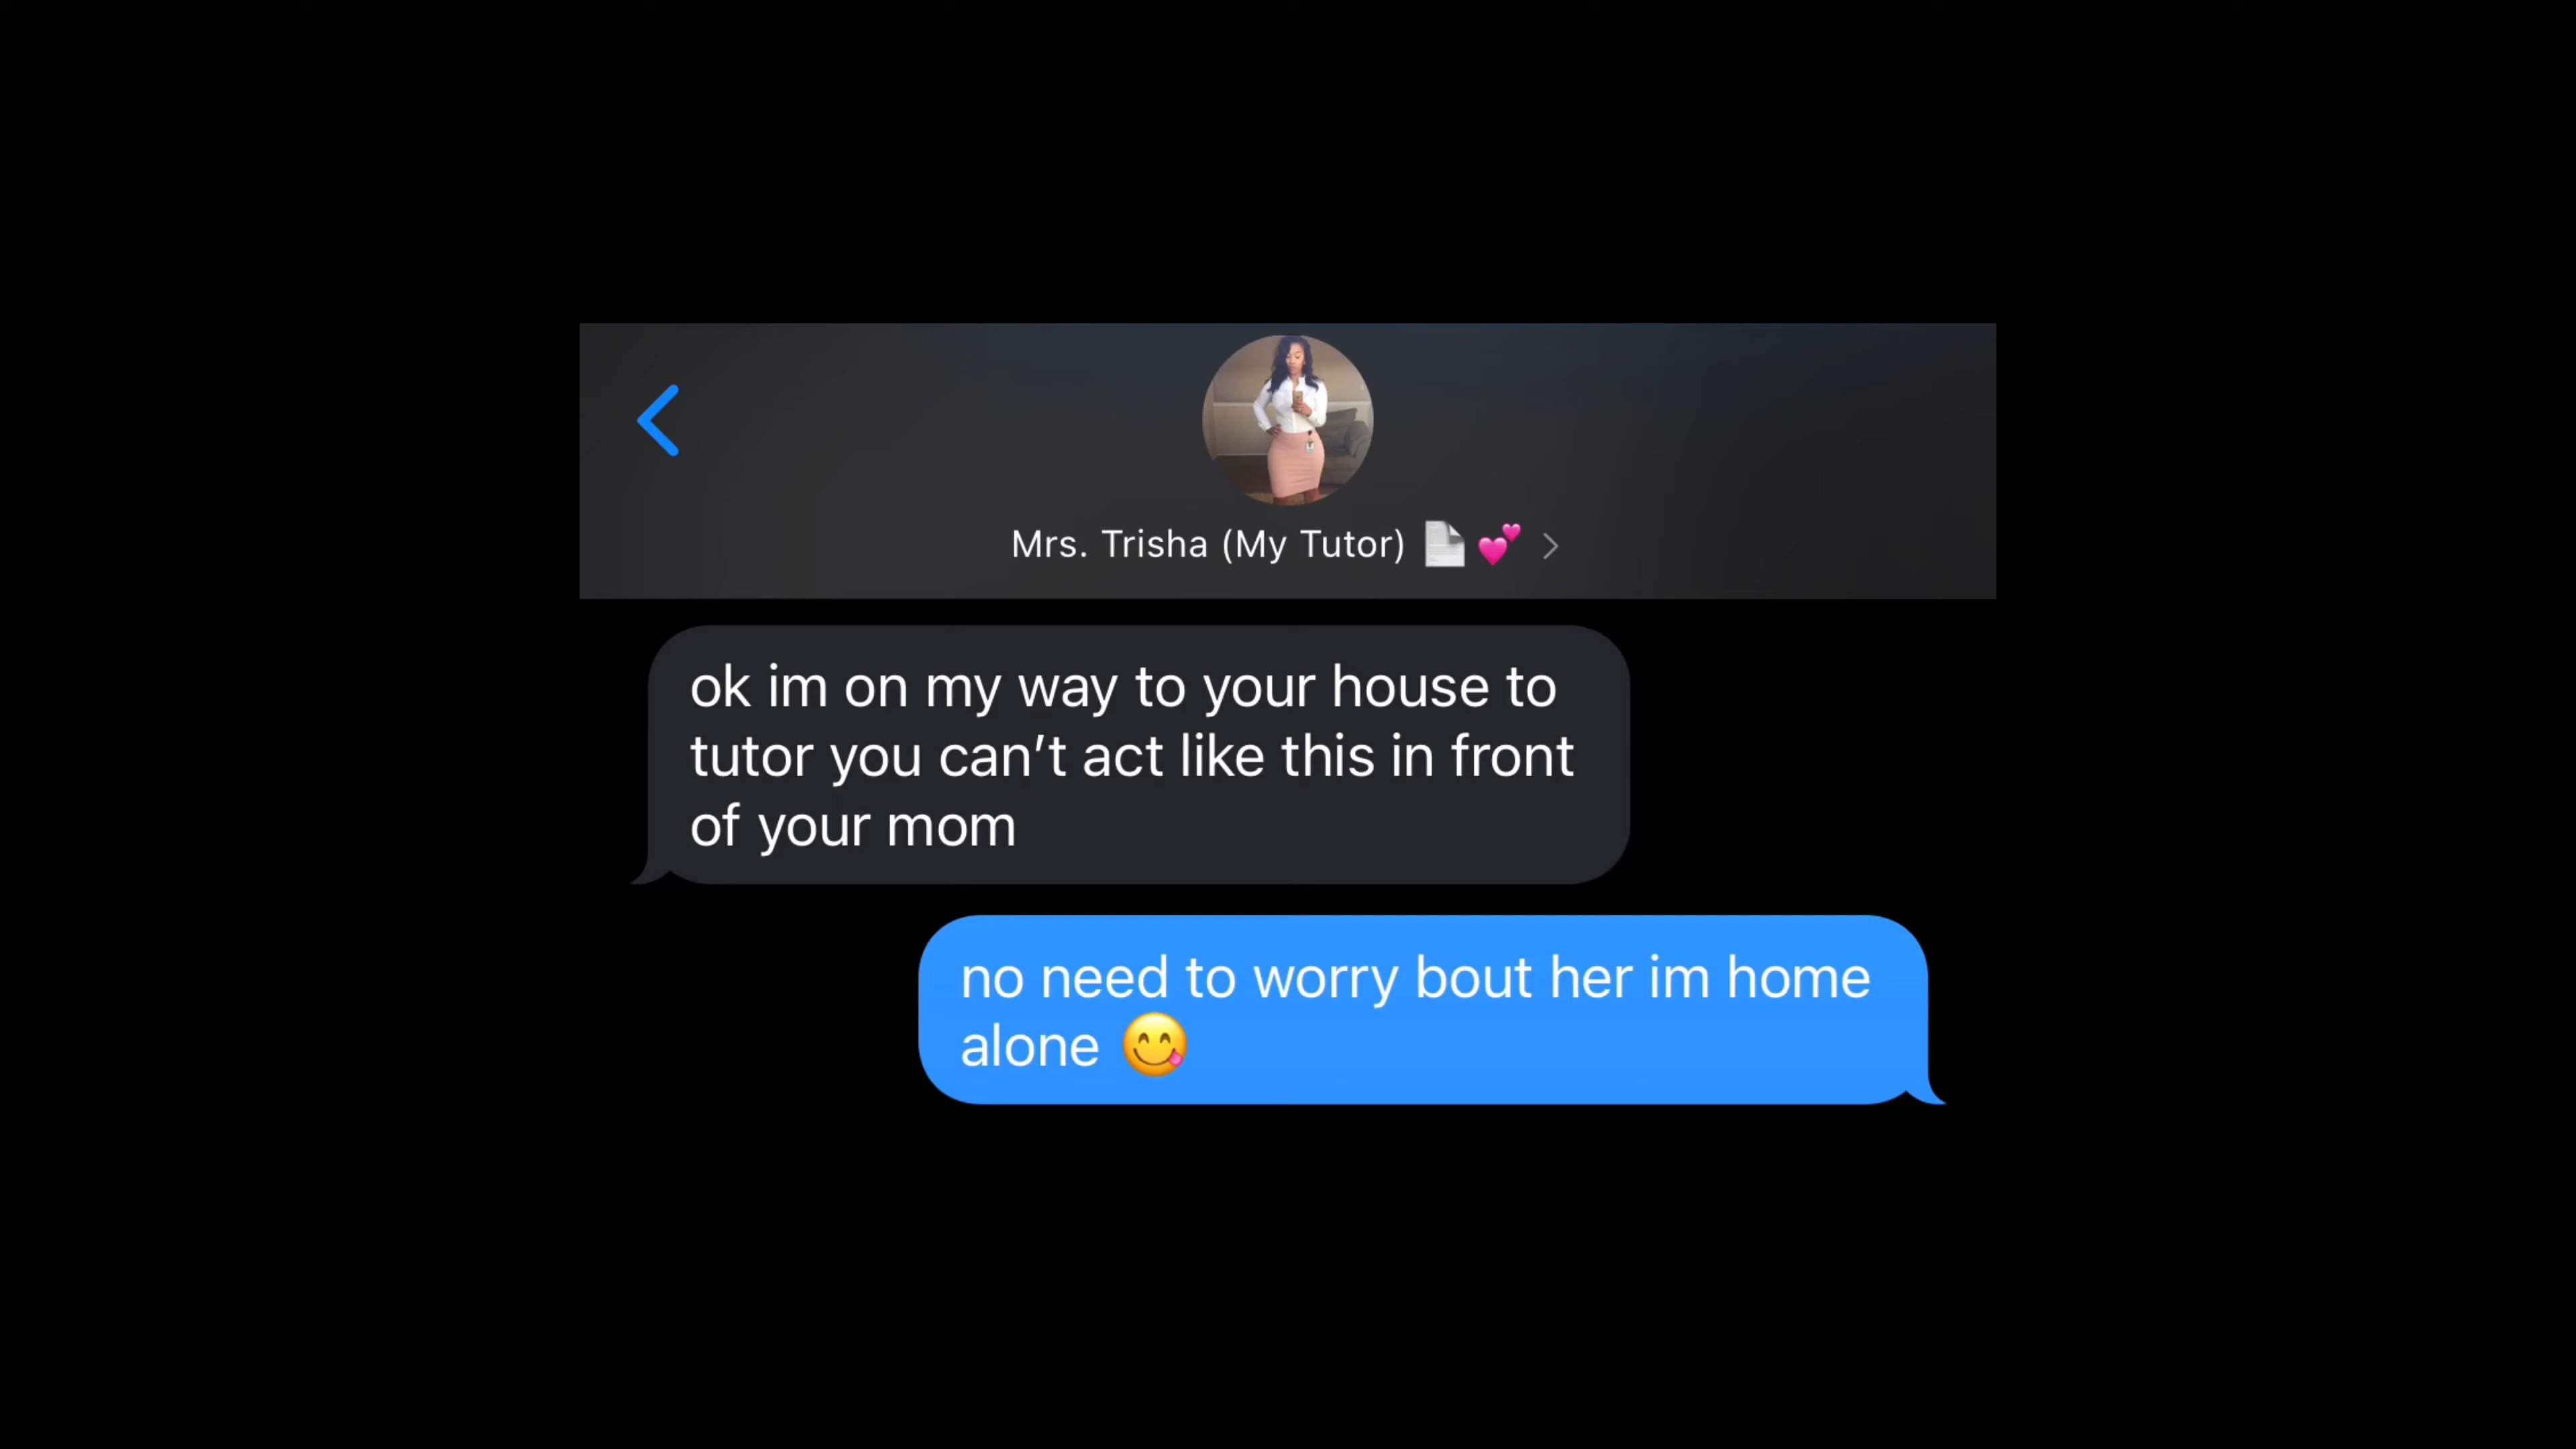 Mrs. Trisha (My Tutor) 📄 💕
ok im on my way to your house to
tutor you can’t act like this in front
of your mom
no need to worry bout her im home
alone 😋